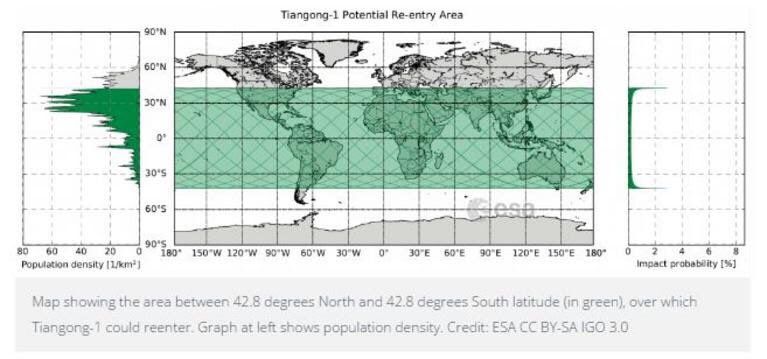 Tiangong-1 Potential Re-entry Area
90°N
60°N
30°N
0°
30°S
60°S
90°S
80 60 40 20 0
180° 150°W 120°W 90°W 60°W 30°W 0° 30°E 60°E 90°E 120°E 150°E 180°
0 2 4 6 8
Population density [1/km²]
Impact probability [%]
esa
Map showing the area between 42.8 degrees North and 42.8 degrees South latitude (in green), over which
Tiangong-1 could reenter. Graph at left shows population density. Credit: ESA CC BY-SA IGO 3.0